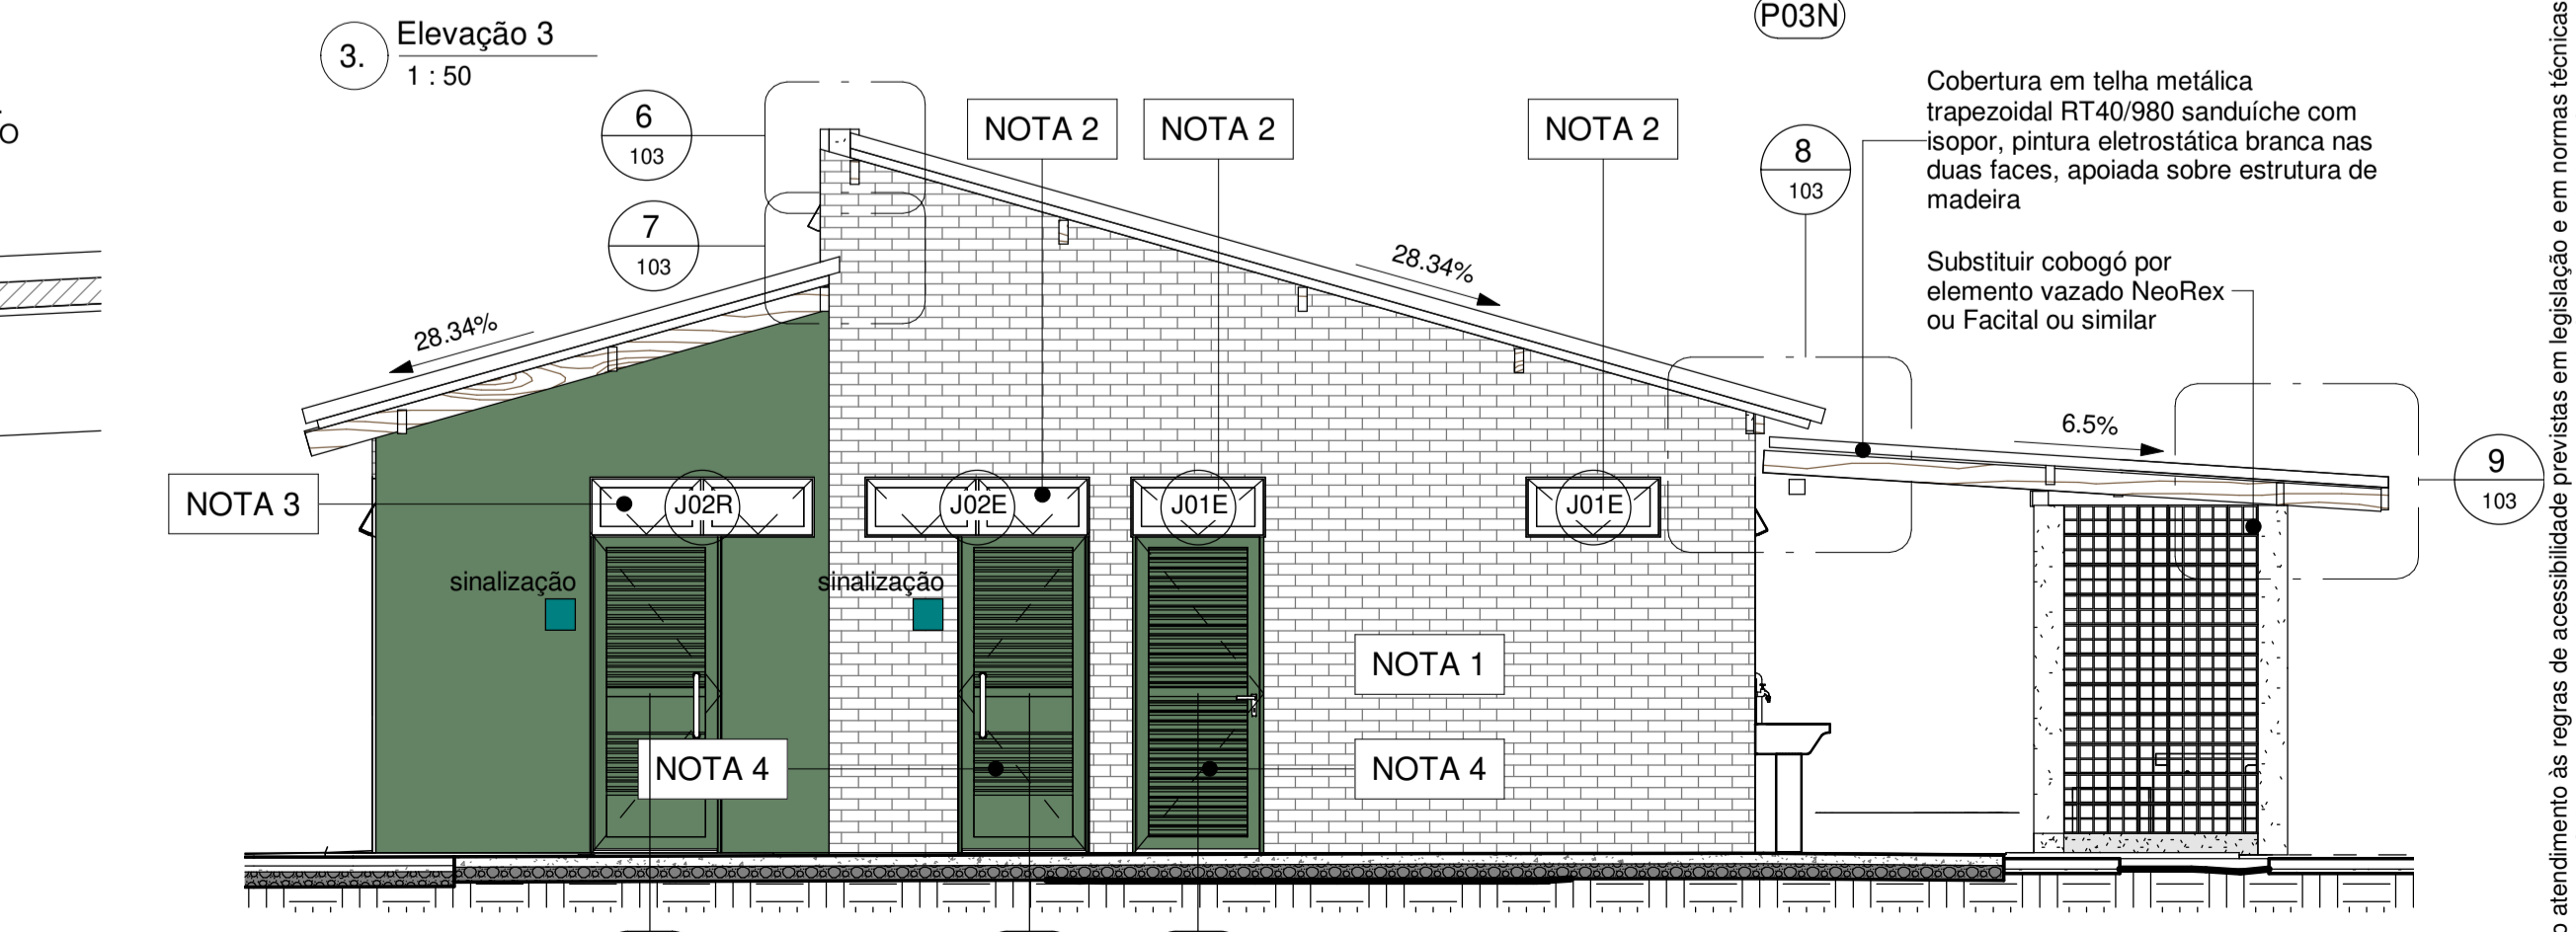 3.
Elevação 3
1 : 50
P03N
O
6
103
7
103
NOTA 2
NOTA 2
NOTA 2
8
103
Cobertura em telha metálica
trapezoidal RT40/980 sanduíche com
isopor, pintura eletrostática branca nas
duas faces, apoiada sobre estrutura de
madeira
Substituir cobogó por
elemento vazado NeoRex
ou Facital ou similar
28.34%
28.34%
6.5%
9
103
NOTA 3
J02R
J02E
J01E
J01E
sinalização
sinalização
NOTA 1
NOTA 4
NOTA 4
o atendimento às regras de acessibilidade previstas em legislação e em normas técnicas